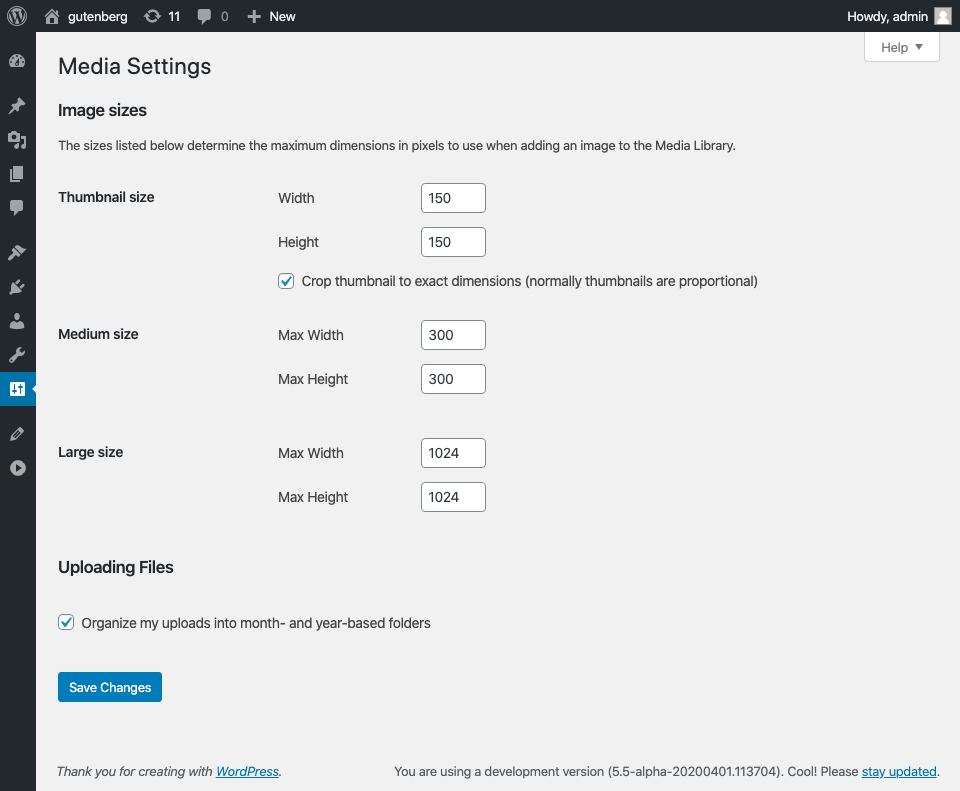 gutenberg 11 0 New Howdy, admin
Help
Media Settings
Image sizes
The sizes listed below determine the maximum dimensions in pixels to use when adding an image to the Media Library.
Thumbnail size Width 150
Height 150
Crop thumbnail to exact dimensions (normally thumbnails are proportional)
Medium size Max Width 300
Max Height 300
Large size Max Width 1024
Max Height 1024
Uploading Files
Organize my uploads into month- and year-based folders
Save Changes
Thank you for creating with WordPress. You are using a development version (5.5-alpha-20200401.113704). Cool! Please stay updated.